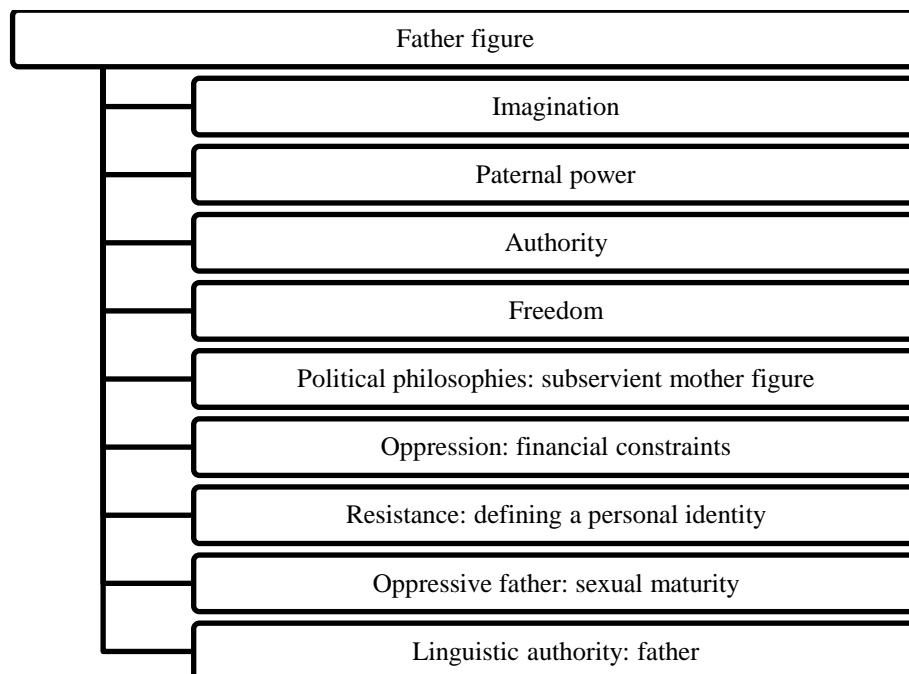 Father figure
Imagination
Paternal power
Authority
Freedom
Political philosophies: subservient mother figure
Oppression: financial constraints
Resistance: defining a personal identity
Oppressive father: sexual maturity
Linguistic authority: father